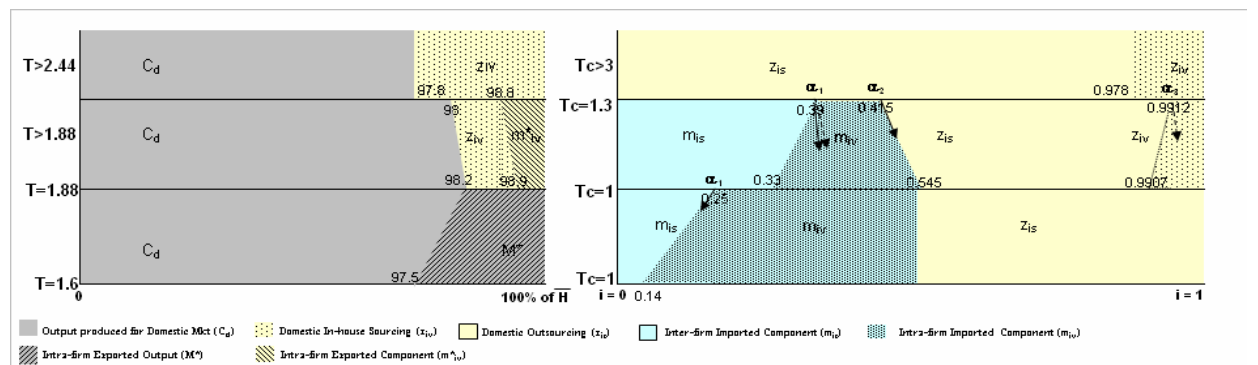 T>2.44
C_d
z_iv
97.8
98.8
T>1.88
98
C_d
z_iv
m*_iv
98.2
98.9
T=1.88
C_d
M*
97.5
T=1.6
0
100% of H̅
Tc>3
z_is
z_iv
0.978
α_1
α_2
Tc=1.3
0.39
0.415
0.9912
m_is
m_iv
z_is
z_iv
α_1
0.33
0.545
0.9907
Tc=1
0.25
m_is
m_iv
z_is
Tc=1
i = 0
0.14
i = 1
Output produced for Domestic Mkt (C_d)
Domestic In-house Sourcing (z_iv)
Domestic Outsourcing (z_is)
Inter-firm Imported Component (m_is)
Intra-firm Imported Component (m_iv)
Intra-firm Exported Output (M*)
Intra-firm Exported Component (m*_iv)